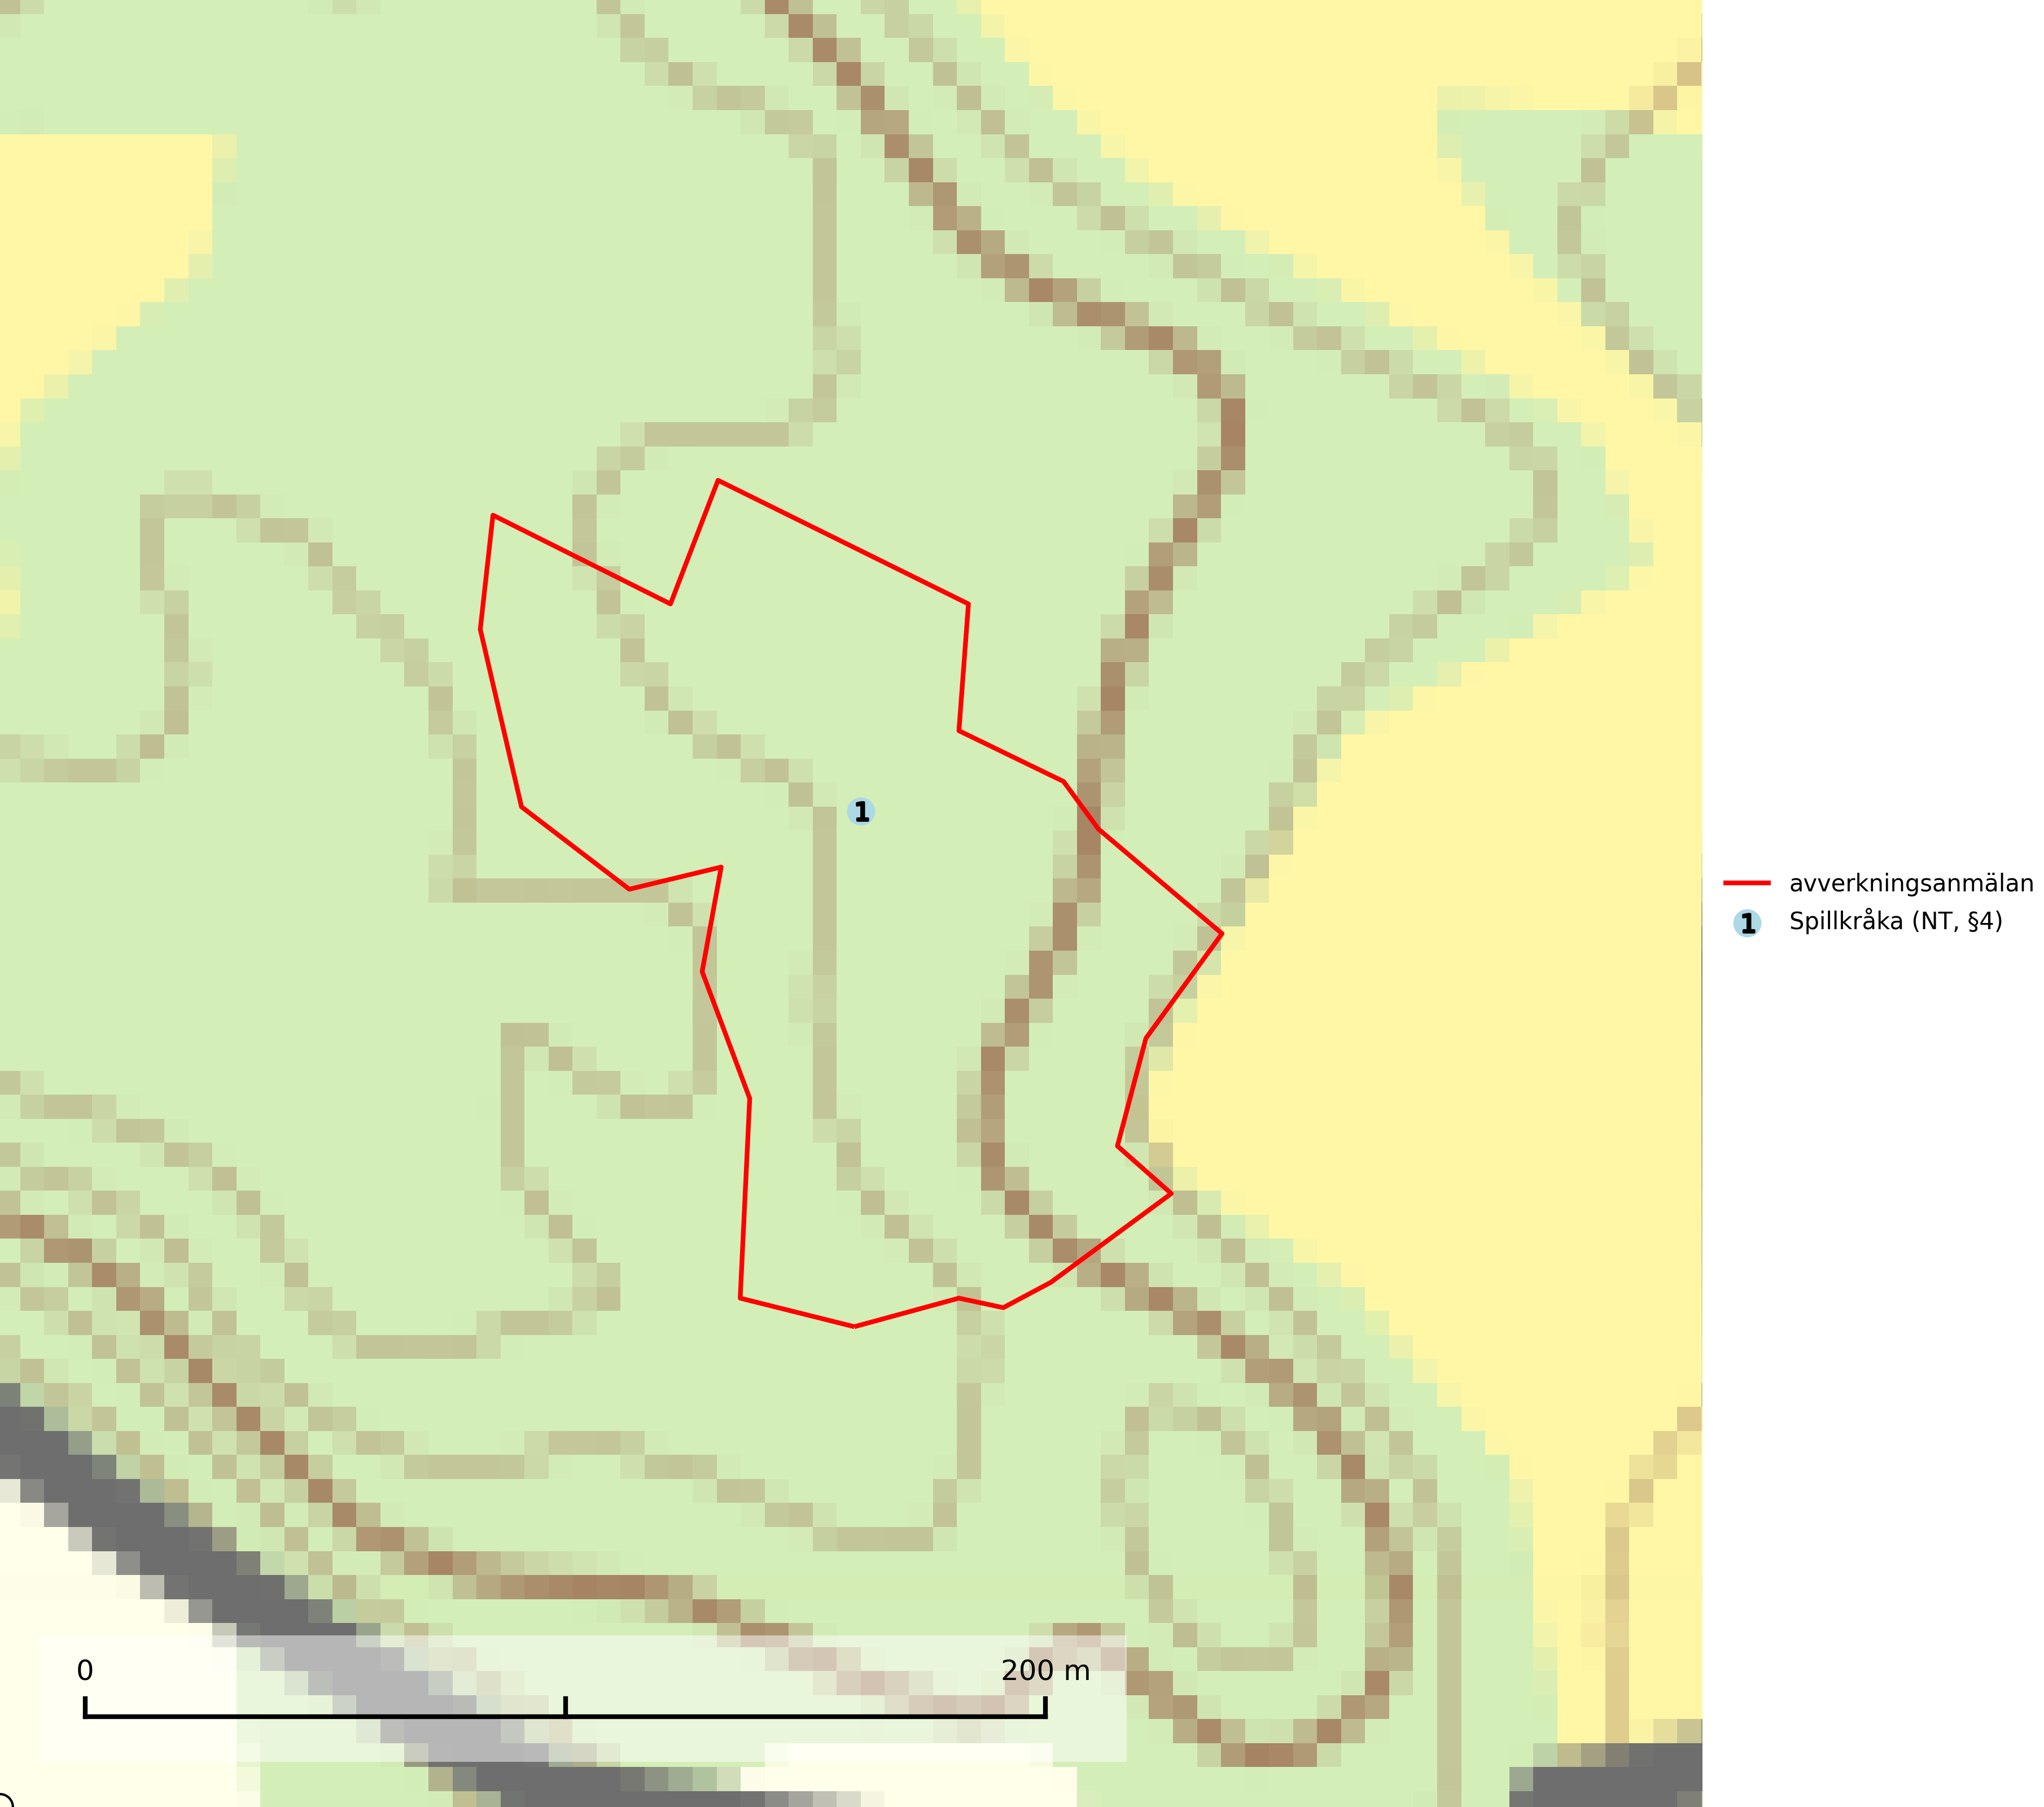 1
avverkningsanmälan
1 Spillkråka (NT, §4)
0 200 m